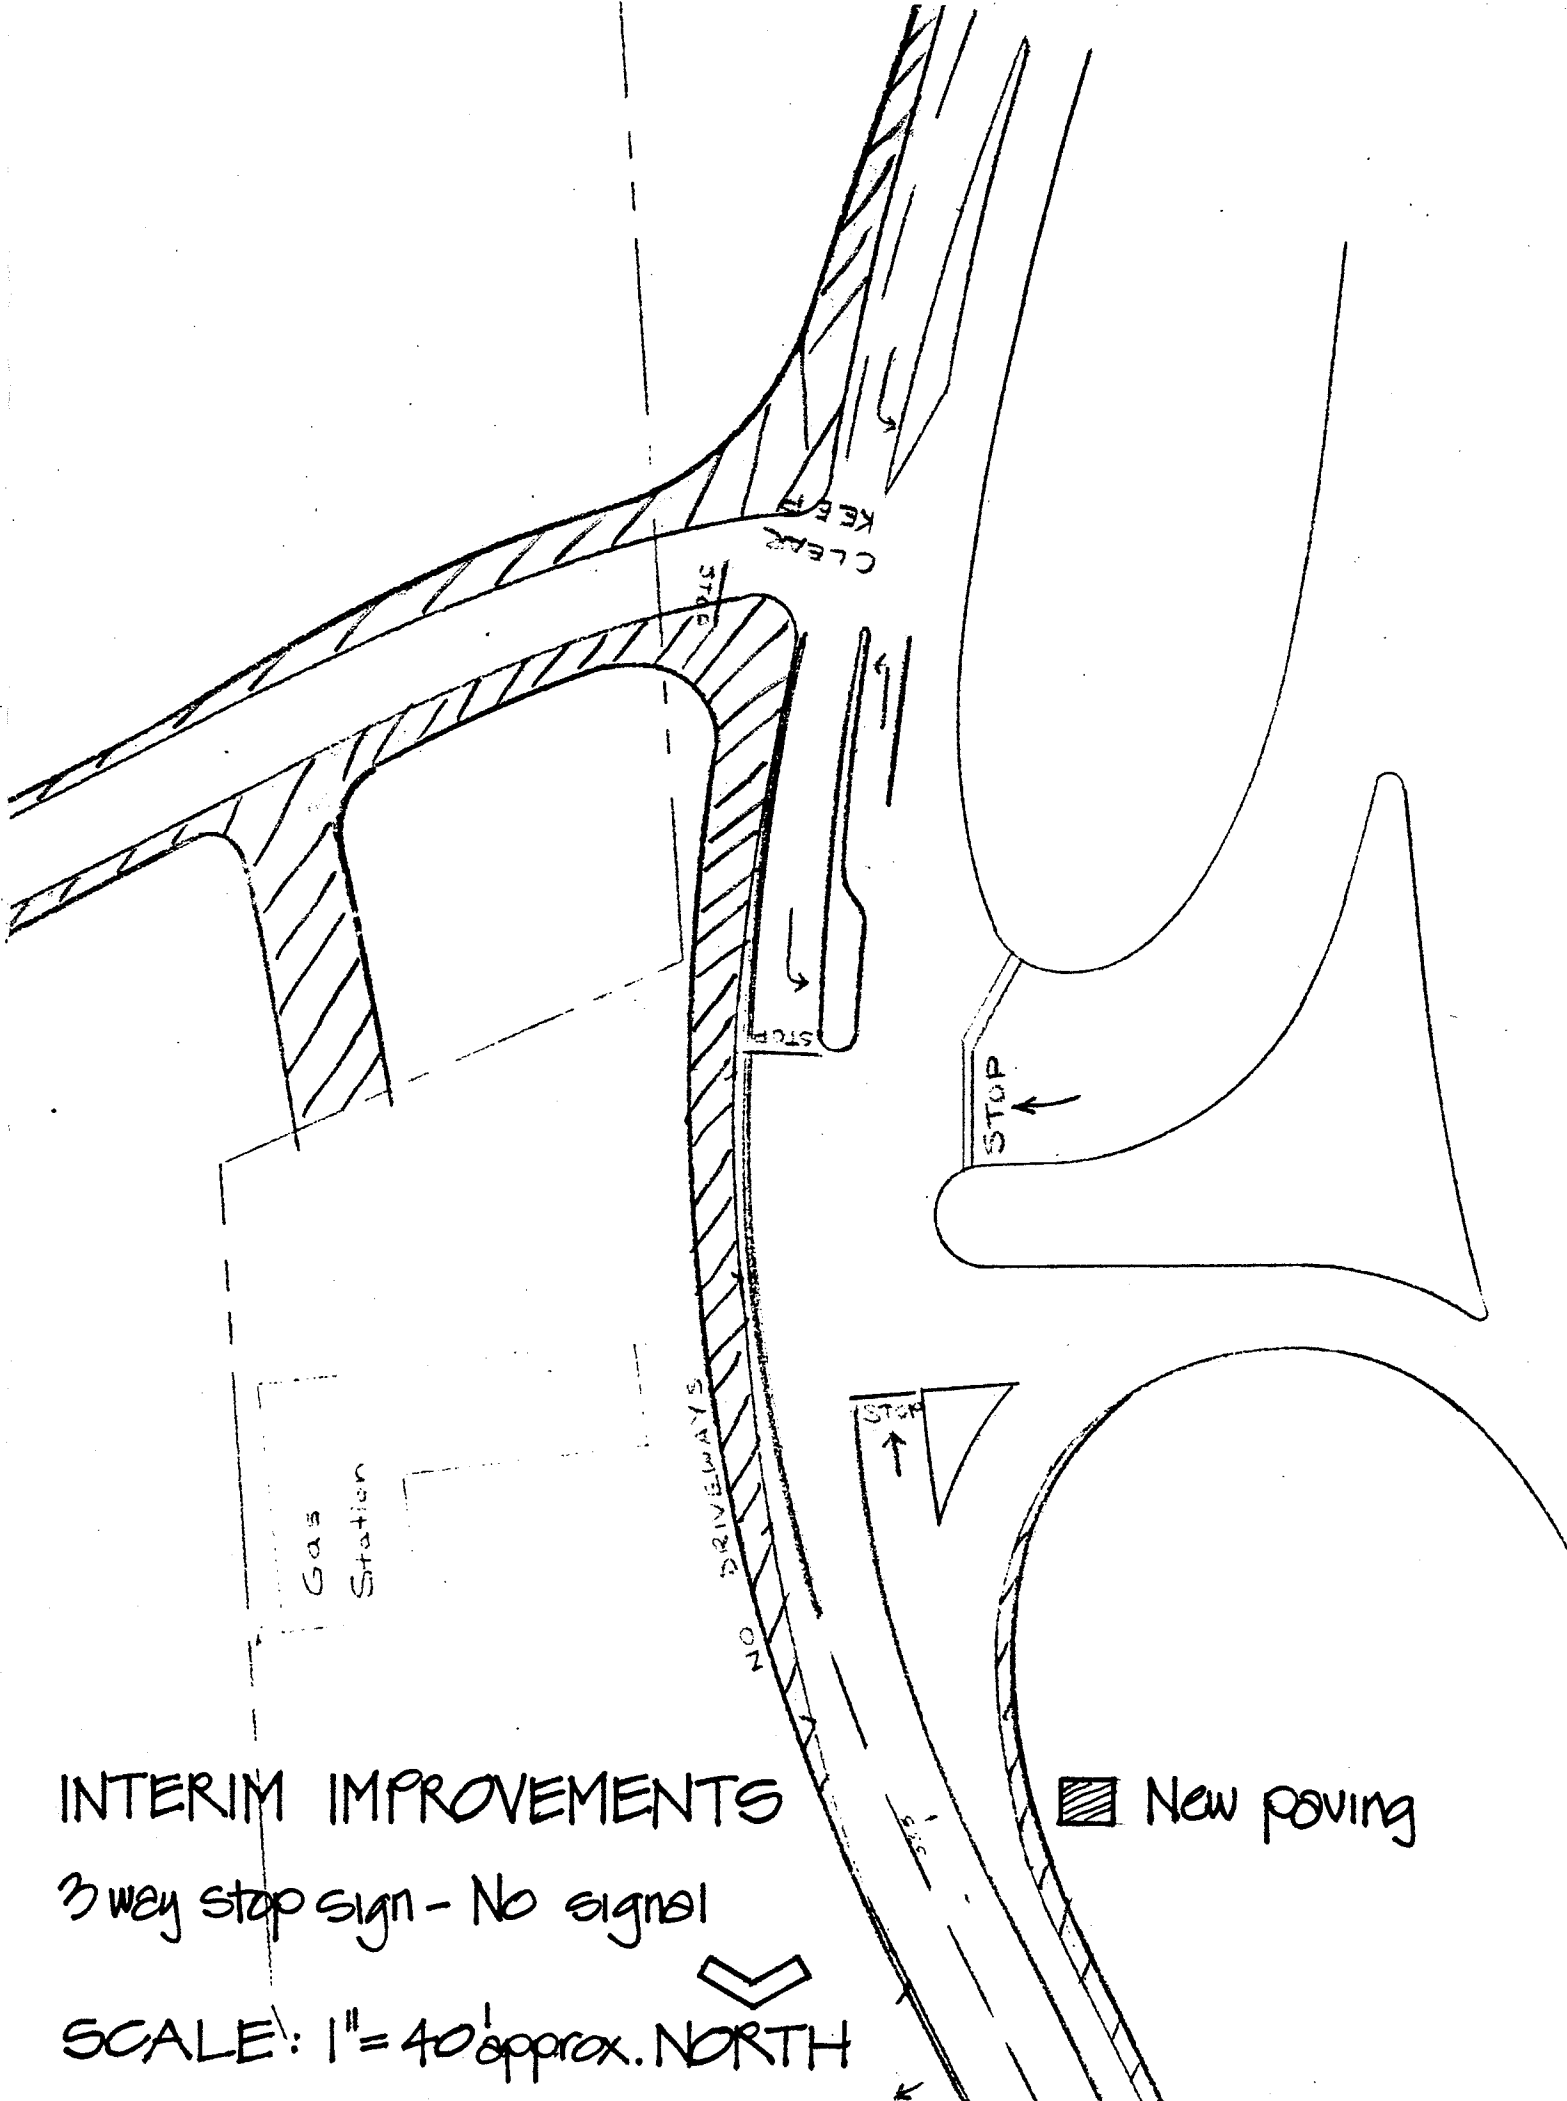 KEEP
CLEAR
STOP
STOP
STOP
STOP
NO DRIVEWAYS
Gas
Station
INTERIM IMPROVEMENTS
New paving
3 way stop sign - No signal
SCALE: 1"= 40' approx. NORTH